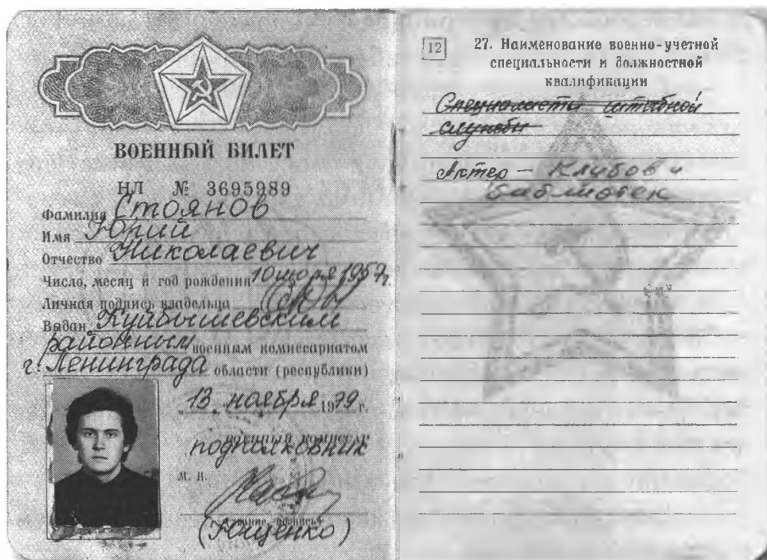 ВОЕННЫЙ БИЛЕТ
НЛ № 3695989
Фамилия Стоянов
Имя Юрий
Отчество Николаевич
Число, месяц и год рождения 10 июля 1957 г.
Личная подпись владельца
Выдан Куйбышевским
районным военным комиссариатом
г. Ленинграда области (республики)
„13„ ноября 1979 г.
военный комиссар
подполковник
М. П.
(Ющенко)
12
27. Наименование военно-учетной
специальности и должностной
квалификации
Специалисты штабной
службы
Актер – Клубов и
библиотек